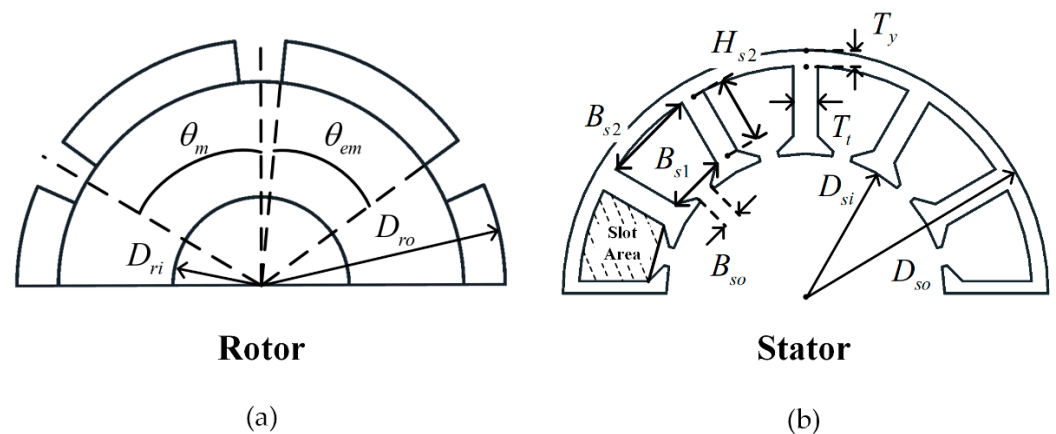 θm
θem
Dri
Dro
Rotor
(a)
Ty
Hs2
Bs2
Tt
Bs1
Dsi
Slot
Area
Bso
Dso
Stator
(b)